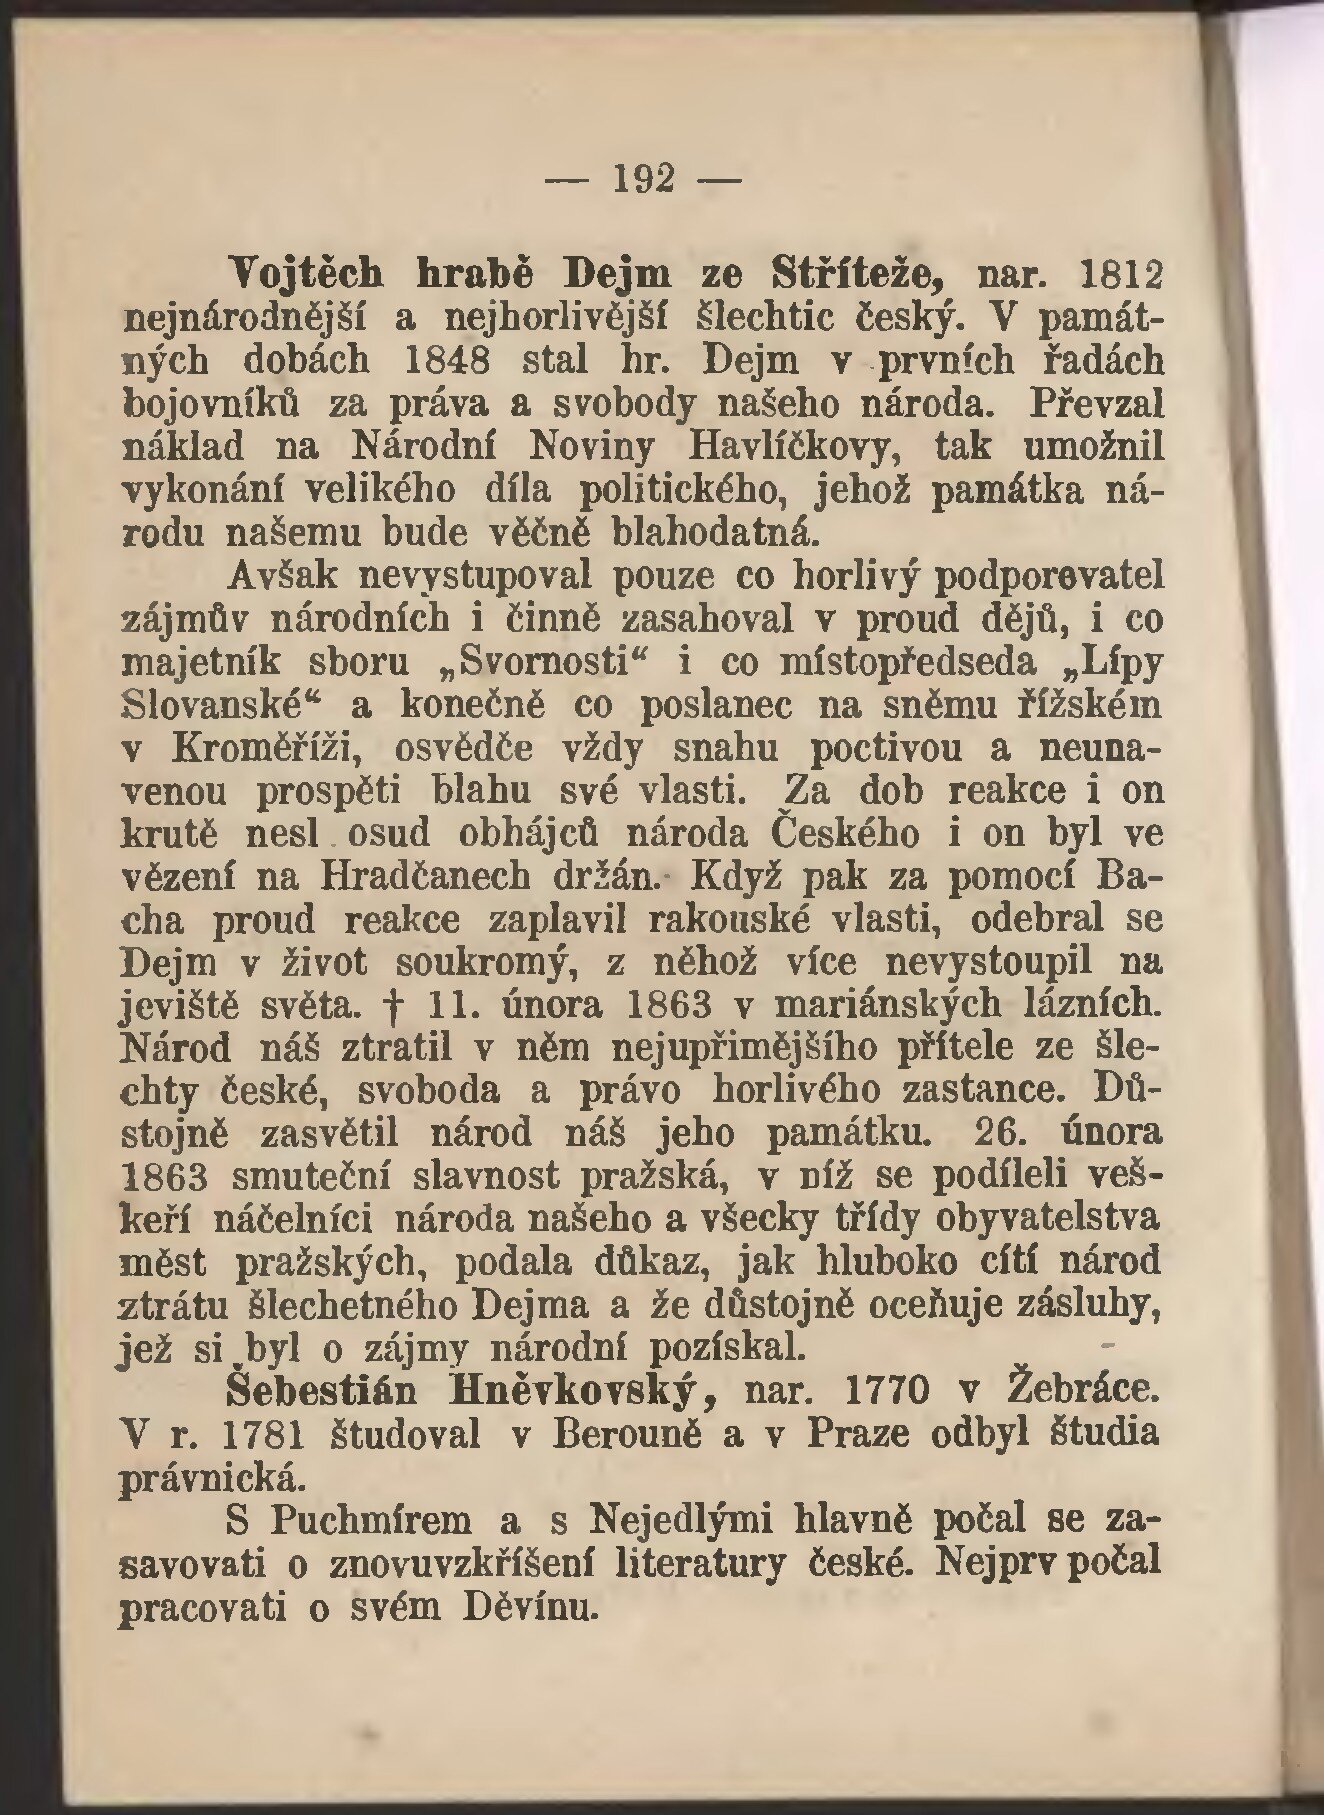 — 192 —
Vojtěch hrabě Dejm ze Stříteže, nar. 1812
nejnárodnější a nejhorlivější šlechtic český. V památ-
ných dobách 1848 stal hr. Dejm v prvních řadách
bojovníků za práva a svobody našeho národa. Převzal
náklad na Národní Noviny Havlíčkovy, tak umožnil
vykonání velikého díla politického, jehož památka ná-
rodu našemu bude věčně blahodatná.
Avšak nevystupoval pouze co horlivý podporovatel
zájmův národních i činně zasahoval v proud dějů, i co
majetník sboru „Svornosti“ i co místopředseda „Lípy
Slovanské“ a konečně co poslanec na sněmu řížském
v Kroměříži, osvědče vždy snahu poctivou a neuna-
venou prospěti blahu své vlasti. Za dob reakce i on
krutě nesl osud obhájců národa Českého i on byl ve
vězení na Hradčanech držán. Když pak za pomocí Ba-
cha proud reakce zaplavil rakouské vlasti, odebral se
Dejm v život soukromý, z něhož více nevystoupil na
jeviště světa. † 11. února 1863 v mariánských lázních.
Národ náš ztratil v něm nejupřimějšího přítele ze šle-
chty české, svoboda a právo horlivého zastance. Dů-
stojně zasvětil národ náš jeho památku. 26. února
1863 smuteční slavnost pražská, v níž se podíleli veš-
keří náčelníci národa našeho a všecky třídy obyvatelstva
měst pražských, podala důkaz, jak hluboko cítí národ
ztrátu šlechetného Dejma a že důstojně oceňuje zásluhy,
jež si byl o zájmy národní pozískal.
Šebestián Hněvkovský, nar. 1770 v Žebráce.
V r. 1781 študoval v Berouně a v Praze odbyl študia
právnická.
S Puchmírem a s Nejedlými hlavně počal se za-
savovati o znovuvzkříšení literatury české. Nejprv počal
pracovati o svém Děvínu.